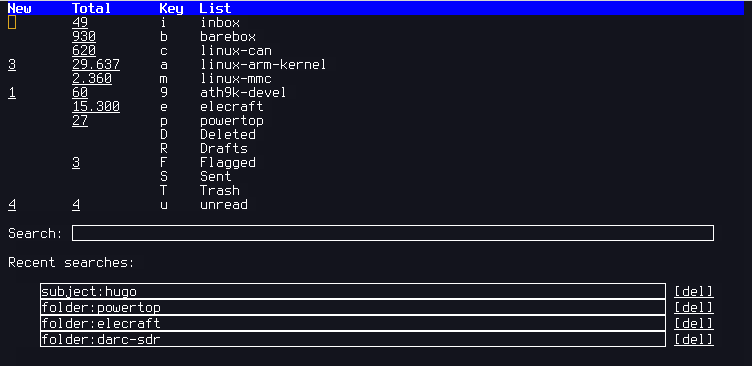 New Total Key List
49 i inbox
930 b barebox
620 c linux-can
3 29.637 a linux-arm-kernel
2.360 m linux-mmc
1 60 9 ath9k-devel
15.300 e elecraft
27 p powertop
D Deleted
R Drafts
3 F Flagged
S Sent
T Trash
4 4 u unread
Search:
Recent searches:
subject:hugo [del]
folder:powertop [del]
folder:elecraft [del]
folder:darc-sdr [del]